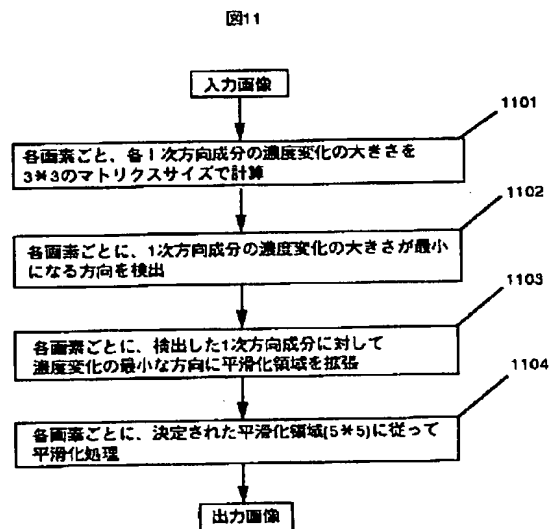 図11
入力画像
1101
各画素ごと、各1次方向成分の濃度変化の大きさを
3*3のマトリクスサイズで計算
1102
各画素ごとに、1次方向成分の濃度変化の大きさが最小
になる方向を検出
1103
各画素ごとに、検出した1次方向成分に対して
濃度変化の最小な方向に平滑化領域を拡張
1104
各画素ごとに、決定された平滑化領域(5*5)に従って
平滑化処理
出力画像